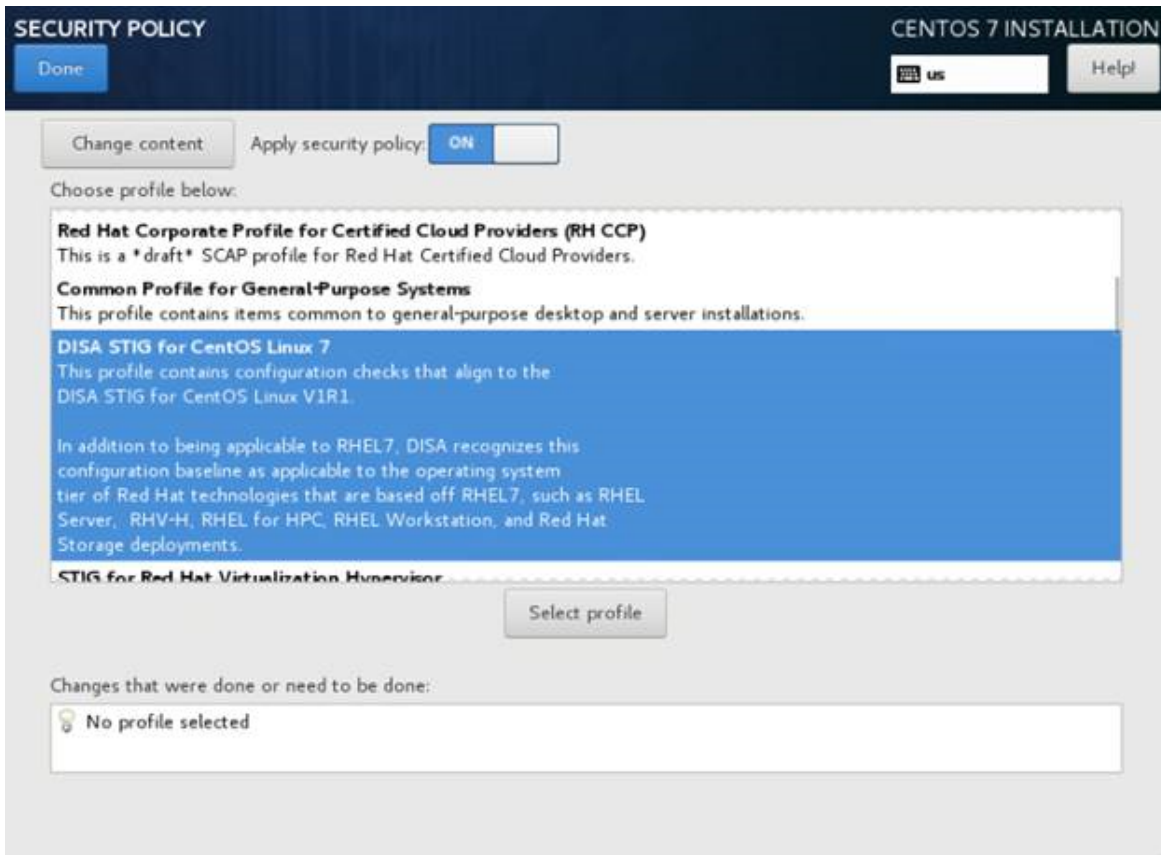 SECURITY POLICY
CENTOS 7 INSTALLATION
Done
us
Help!
Change content
Apply security policy:
ON
Choose profile below:
Red Hat Corporate Profile for Certified Cloud Providers (RH CCP)
This is a *draft* SCAP profile for Red Hat Certified Cloud Providers.
Common Profile for General-Purpose Systems
This profile contains items common to general-purpose desktop and server installations.
DISA STIG for CentOS Linux 7
This profile contains configuration checks that align to the
DISA STIG for CentOS Linux V1R1.
In addition to being applicable to RHEL7, DISA recognizes this
configuration baseline as applicable to the operating system
tier of Red Hat technologies that are based off RHEL7, such as RHEL
Server, RHV-H, RHEL for HPC, RHEL Workstation, and Red Hat
Storage deployments.
STIG for Red Hat Virtualization Hypervisor
Select profile
Changes that were done or need to be done:
No profile selected